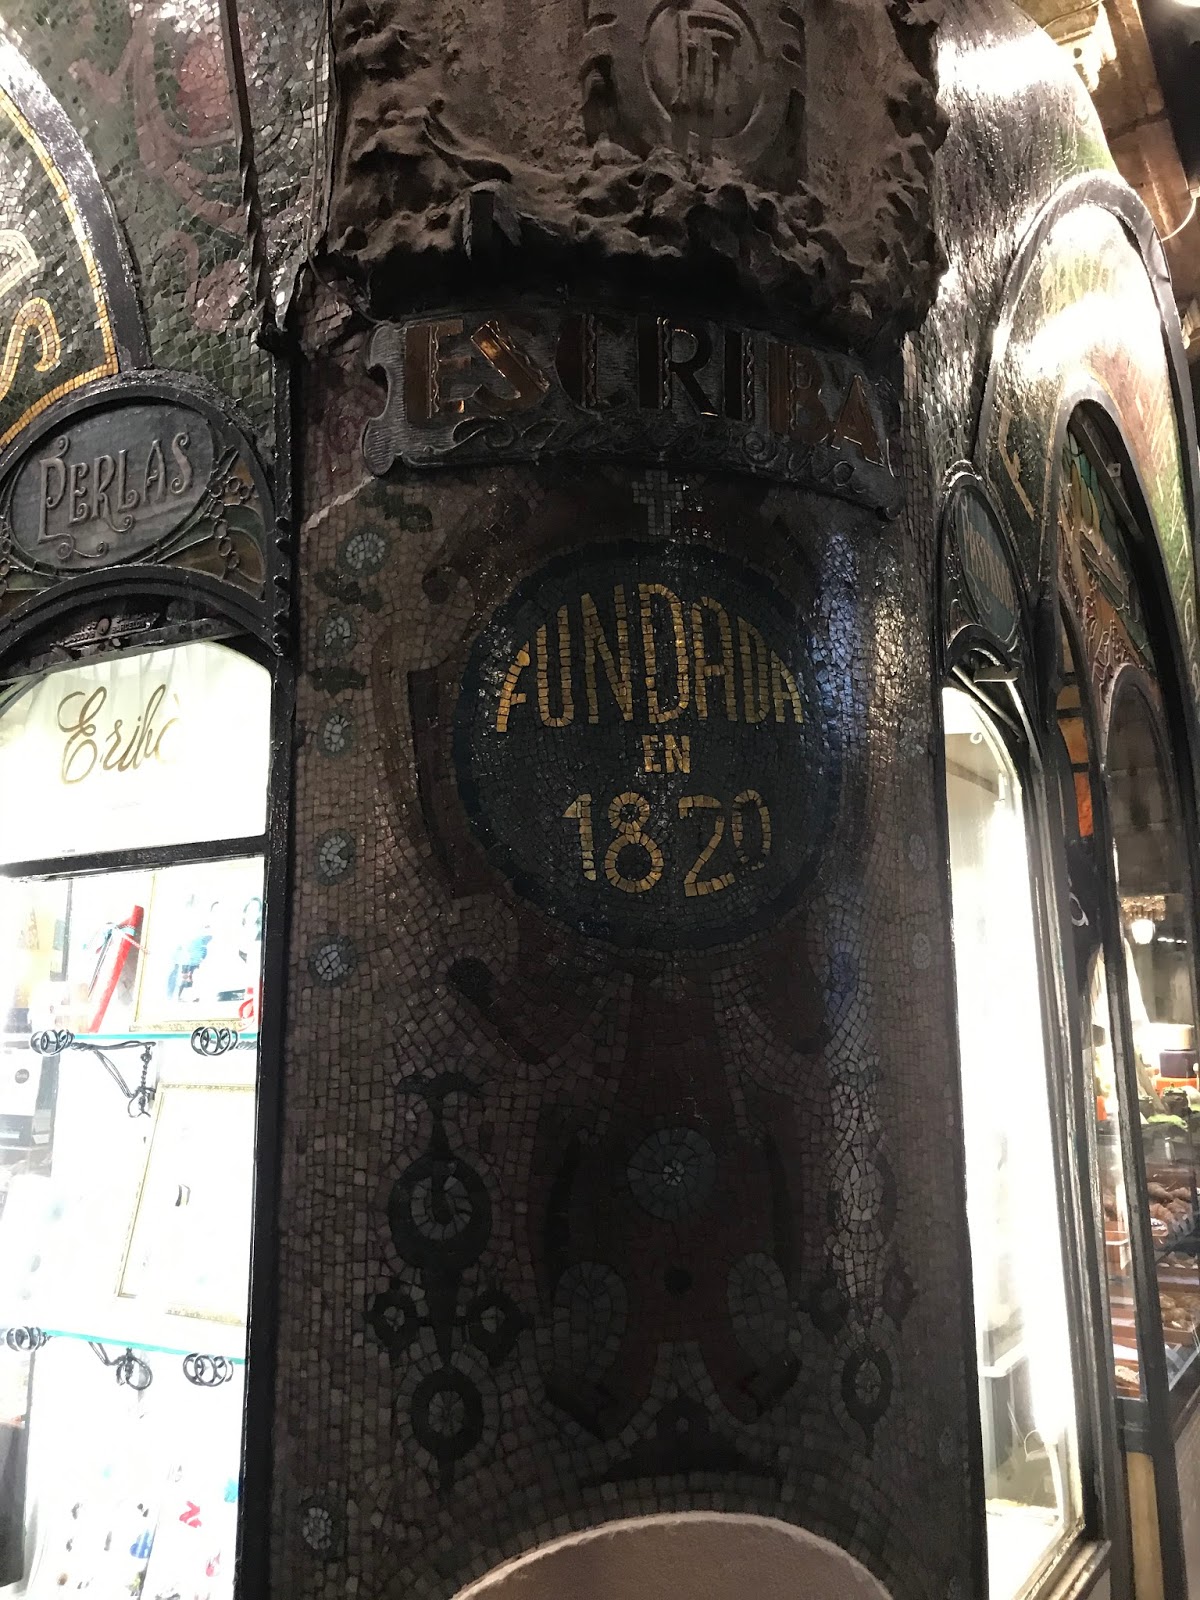 ESCRIBA
PERLAS
FUNDADA
EN
1820